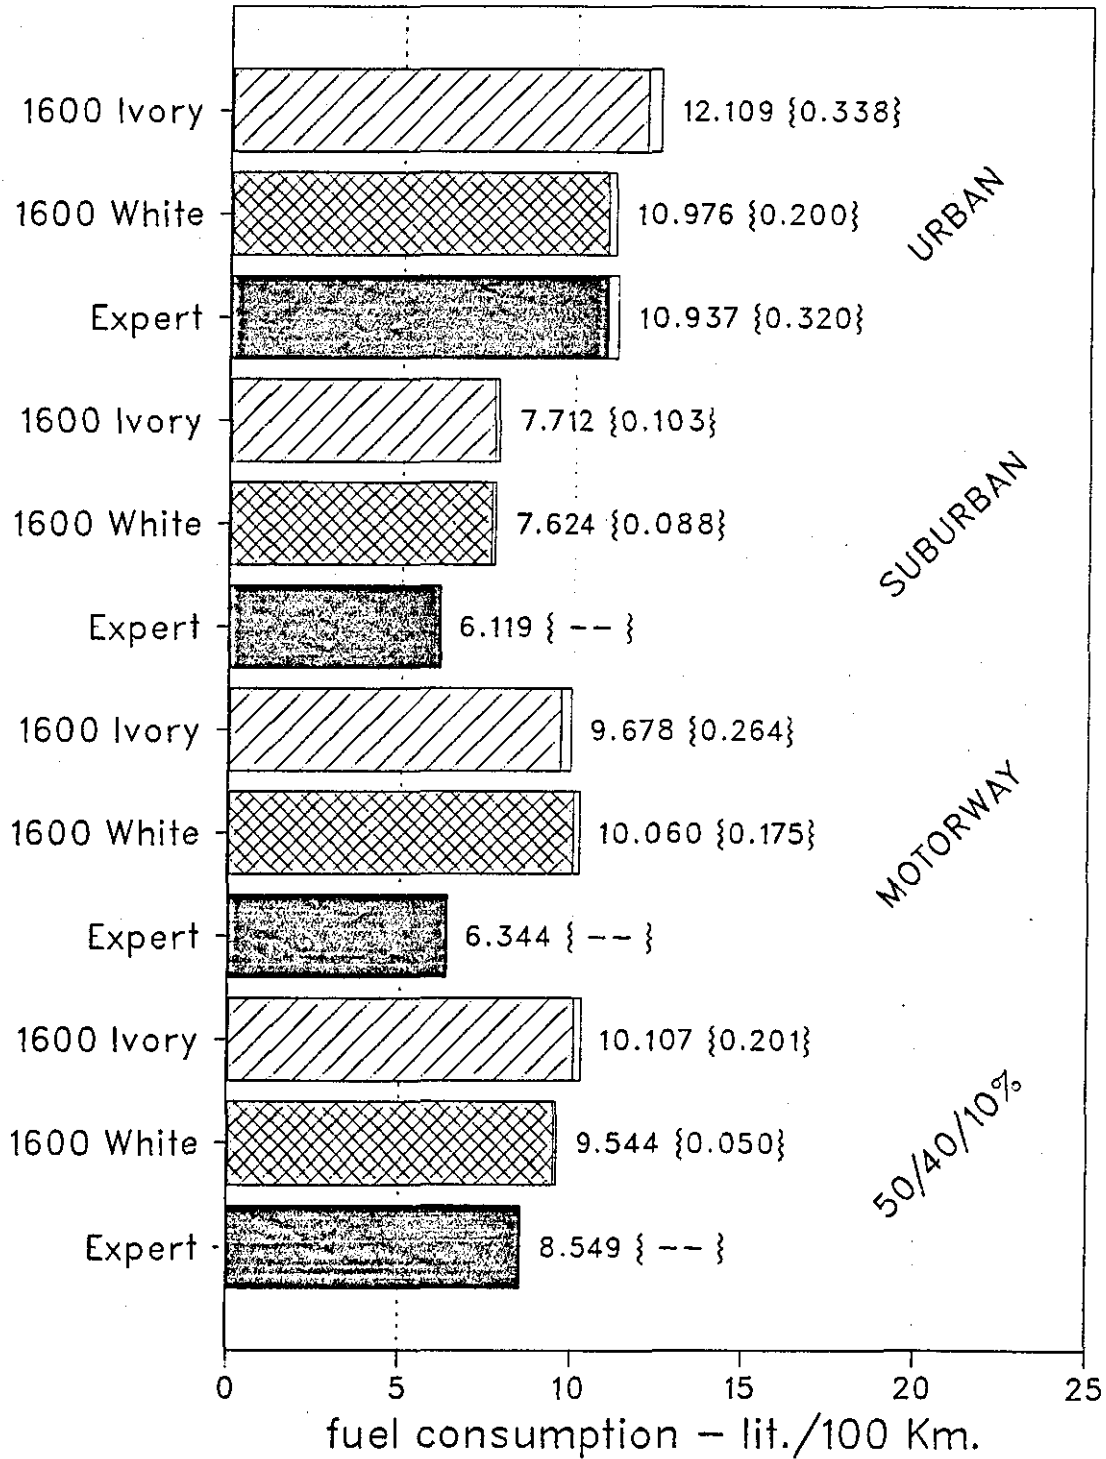 1600 Ivory 12.109 {0.338}
1600 White 10.976 {0.200}
URBAN
Expert 10.937 {0.320}
1600 Ivory 7.712 {0.103}
1600 White 7.624 {0.088}
SUBURBAN
Expert 6.119 { -- }
1600 Ivory 9.678 {0.264}
1600 White 10.060 {0.175}
MOTORWAY
Expert 6.344 { -- }
1600 Ivory 10.107 {0.201}
1600 White 9.544 {0.050}
50/40/10%
Expert 8.549 { -- }
0 5 10 15 20 25
fuel consumption – lit./100 Km.